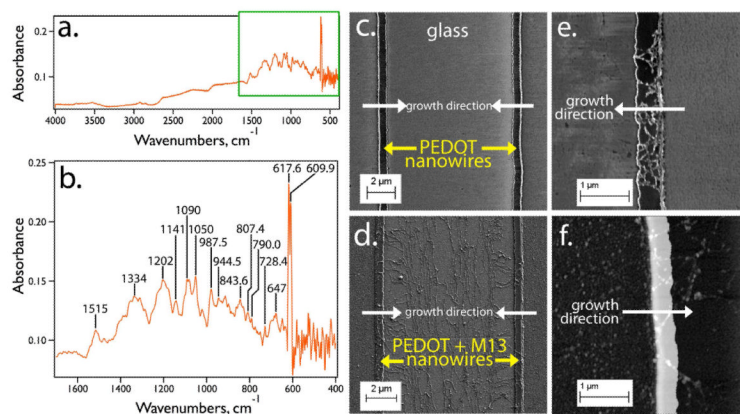 a.
Absorbance
0.2
0.1
4000 3500 3000 2500 2000 1500 1000 500
Wavenumbers, cm-1
b.
Absorbance
0.25
0.20
0.15
0.10
617.6
609.9
1090
1141 1050
1202 987.5
807.4
1334 944.5 790.0
843.6 728.4
1515 647
1600 1400 1200 1000 800 600 400
Wavenumbers, cm-1
c.
glass
growth direction
PEDOT
nanowires
2 µm
d.
growth direction
PEDOT + M13
nanowires
2 µm
e.
growth
direction
1 µm
f.
growth
direction
1 µm